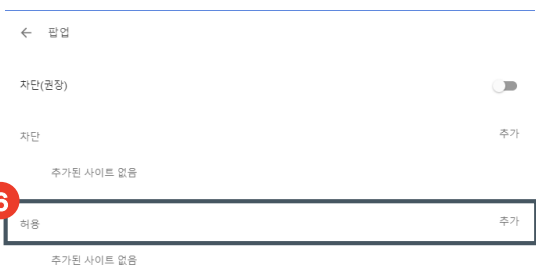 ← 팝업
차단(권장)
차단 추가
추가된 사이트 없음
6
허용 추가
추가된 사이트 없음